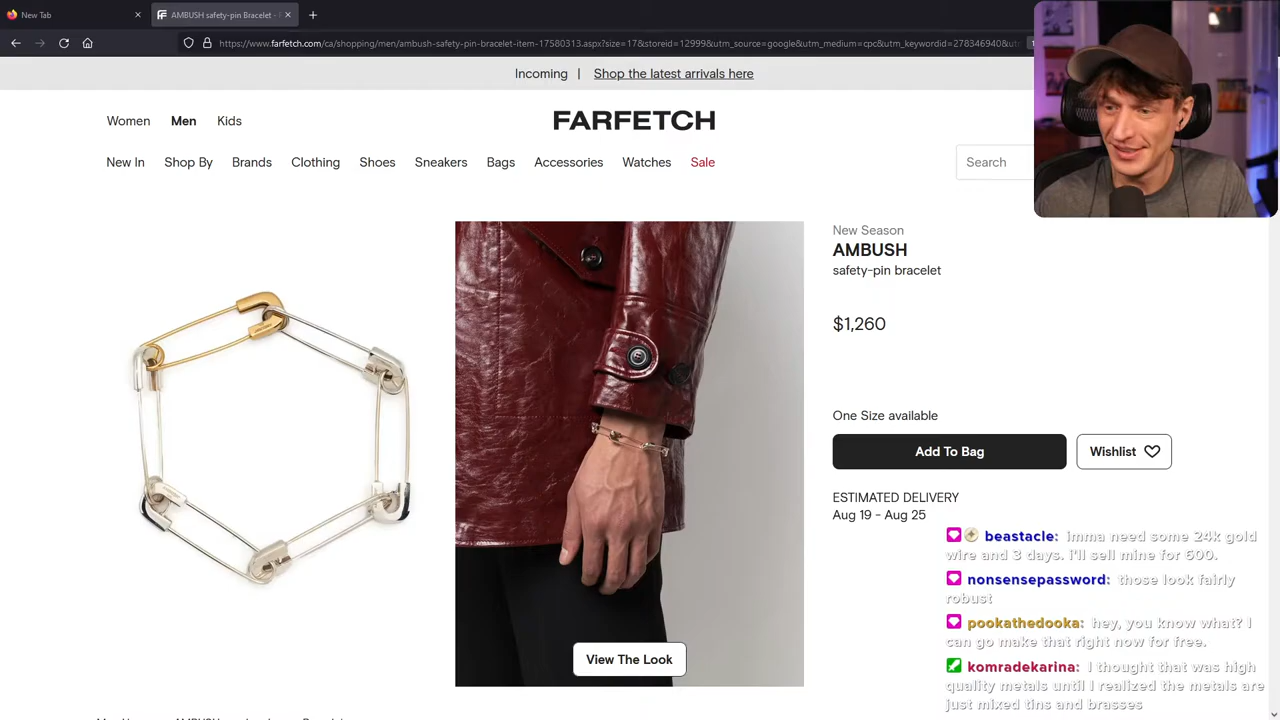 New Tab
AMBUSH safety-pin Bracelet - F
https://www.farfetch.com/ca/shopping/men/ambush-safety-pin-bracelet-item-17580313.aspx?size=17&storeid=12999&utm_source=google&utm_medium=cpc&utm_keywordid=278346940&u
Incoming | Shop the latest arrivals here
Women Men Kids
FARFETCH
New In Shop By Brands Clothing Shoes Sneakers Bags Accessories Watches Sale
Search
New Season
AMBUSH
safety-pin bracelet
$1,260
One Size available
Add To Bag
Wishlist
ESTIMATED DELIVERY
Aug 19 - Aug 25
View The Look
beastacle: imma need some 24k gold
wire and 3 days. i'll sell mine for 600.
nonsensepassword: those look fairly
robust
pookathedooka: hey, you know what? I
can go make that right now for free.
komradekarina: I thought that was high
quality metals until I realized the metals are
just mixed tins and brasses